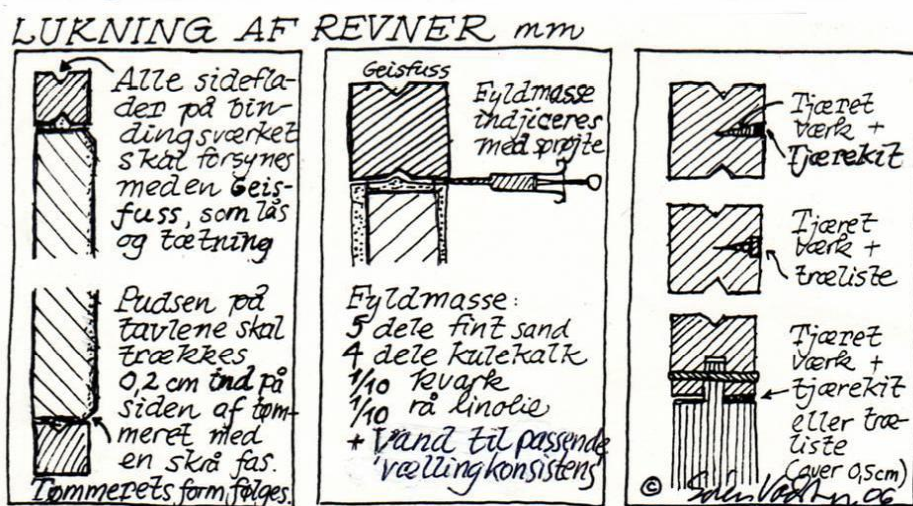 LUKNING AF REVNER mm
Alle sidefla-
der på bin-
dingsværket
skal forsynes
med en Geis-
fuss, som lås
og tætning
Pudsen på
tavlene skal
trækkes
0,2 cm ind på
siden af tøm-
meret med
en skrå fas.
Tømmerets form følges.
Geisfuss
Fyldmasse
indjiceres
med sprøjte
Fyldmasse:
5 dele fint sand
4 dele kulekalk
1/10 kvark
1/10 rå linolie
+ Vand til passende
vællingkonsistens
Tjæret
værk +
Tjærekit
Tjæret
værk +
træliste
Tjæret
værk +
tjærekit
eller træ-
liste
(over 0,5cm)
© 06